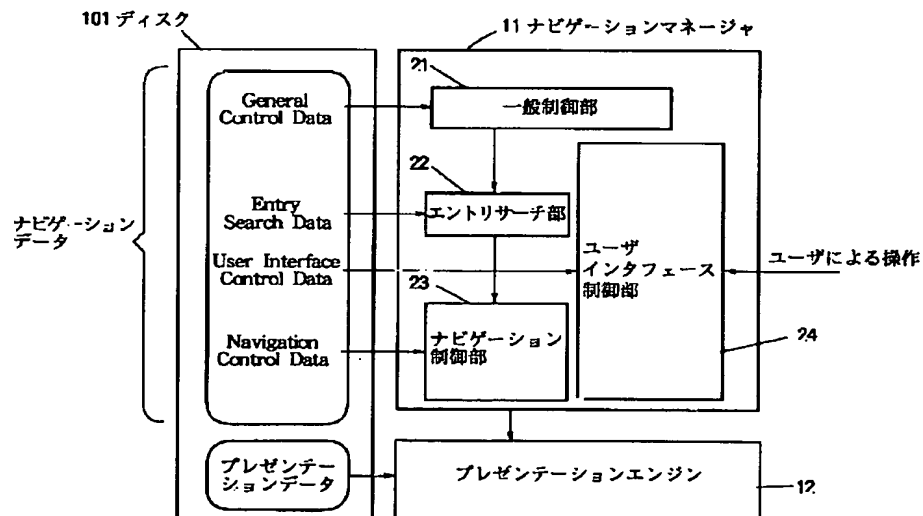 101 ディスク
11 ナビゲーションマネージャ
21
General
Control Data
一般制御部
22
Entry
Search Data
エントリサーチ部
ナビゲーション
データ
User Interface
Control Data
ユーザ
インタフェース
制御部
ユーザによる操作
23
Navigation
Control Data
ナビゲーション
制御部
24
プレゼンテー
ションデータ
プレゼンテーションエンジン
12